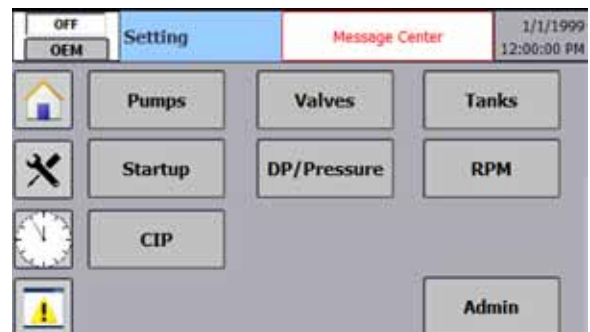 OFF
OEM
Setting
Message Center
1/1/1999
12:00:00 PM
Pumps
Valves
Tanks
Startup
DP/Pressure
RPM
CIP
Admin